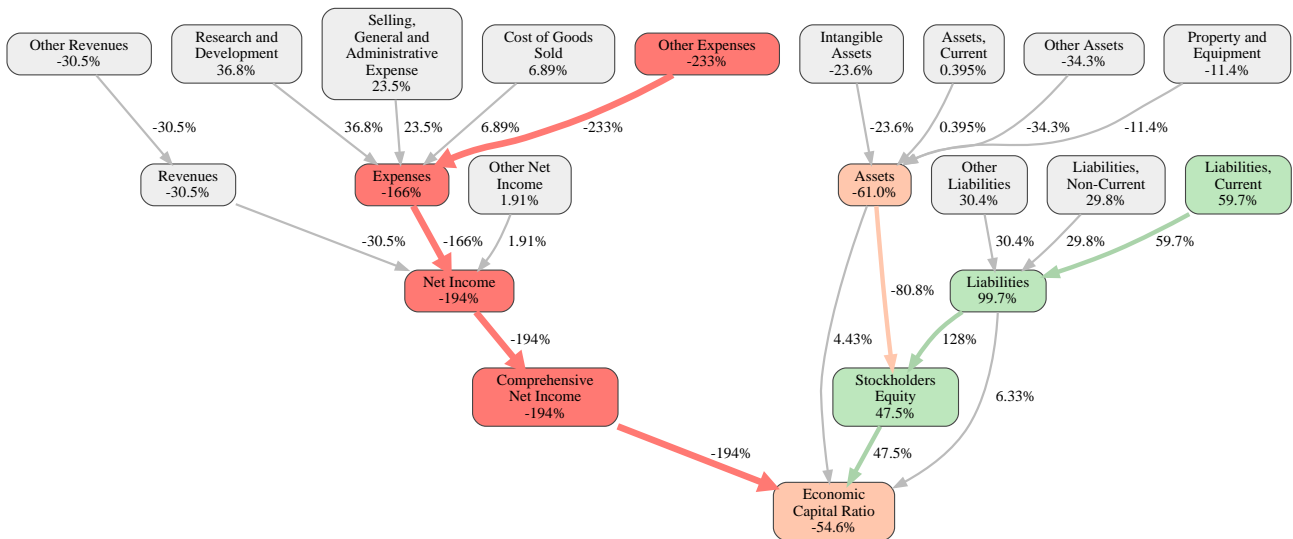 Other Revenues
-30.5%
Research and
Development
36.8%
Selling,
General and
Administrative
Expense
23.5%
Cost of Goods
Sold
6.89%
Other Expenses
-233%
Intangible
Assets
-23.6%
Assets,
Current
0.395%
Other Assets
-34.3%
Property and
Equipment
-11.4%
-30.5%
36.8%
23.5%
6.89%
-233%
-23.6%
0.395%
-34.3%
-11.4%
Revenues
-30.5%
Expenses
-166%
Other Net
Income
1.91%
Assets
-61.0%
Other
Liabilities
30.4%
Liabilities,
Non-Current
29.8%
Liabilities,
Current
59.7%
-30.5%
-166%
1.91%
30.4%
29.8%
59.7%
Net Income
-194%
-80.8%
Liabilities
99.7%
-194%
4.43%
128%
Comprehensive
Net Income
-194%
Stockholders
Equity
47.5%
6.33%
-194%
47.5%
Economic
Capital Ratio
-54.6%